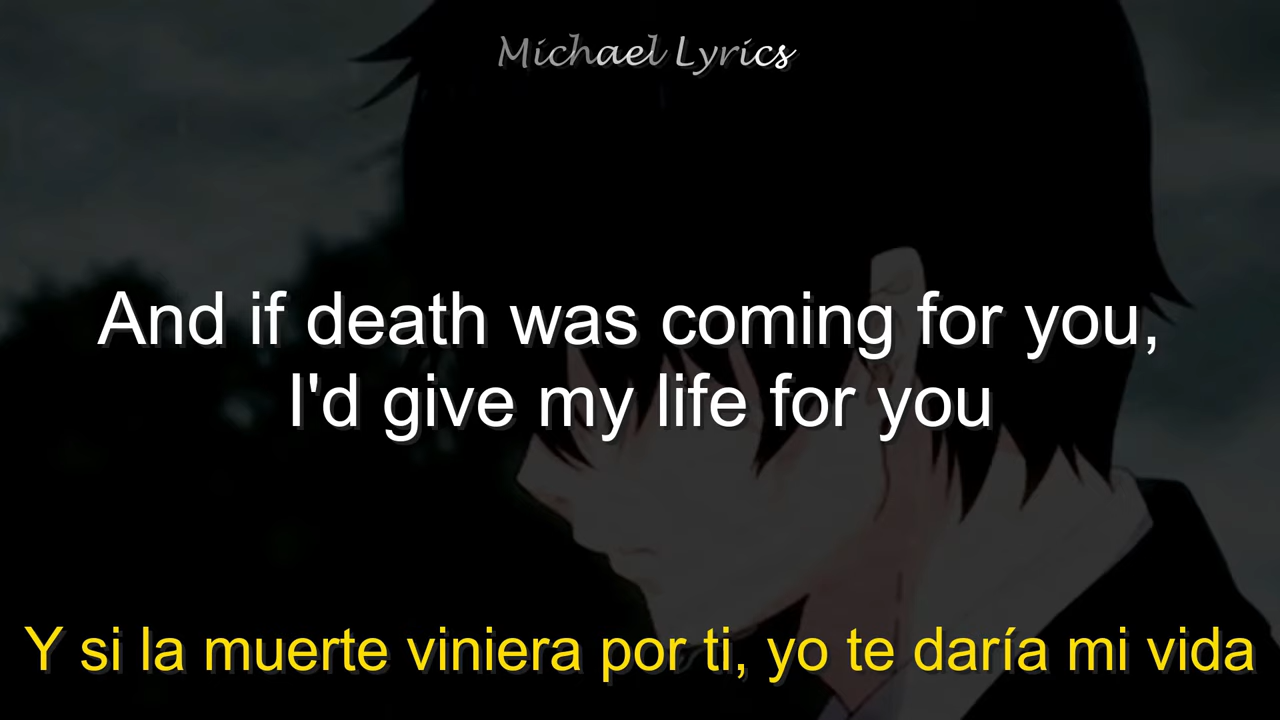 Michael Lyrics
And if death was coming for you,
I'd give my life for you
Y si la muerte viniera por ti, yo te daría mi vida